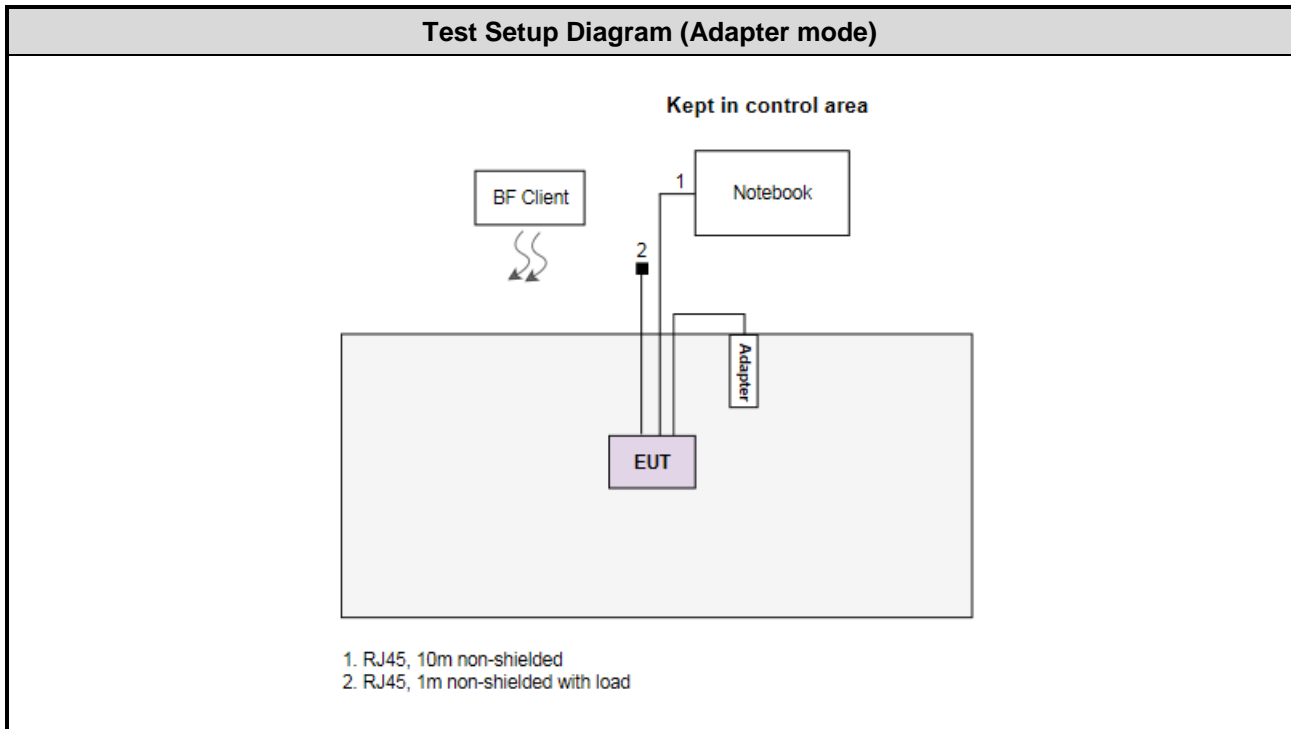 Test Setup Diagram (Adapter mode)
Kept in control area
BF Client
1
Notebook
2
Adapter
EUT
1. RJ45, 10m non-shielded
2. RJ45, 1m non-shielded with load